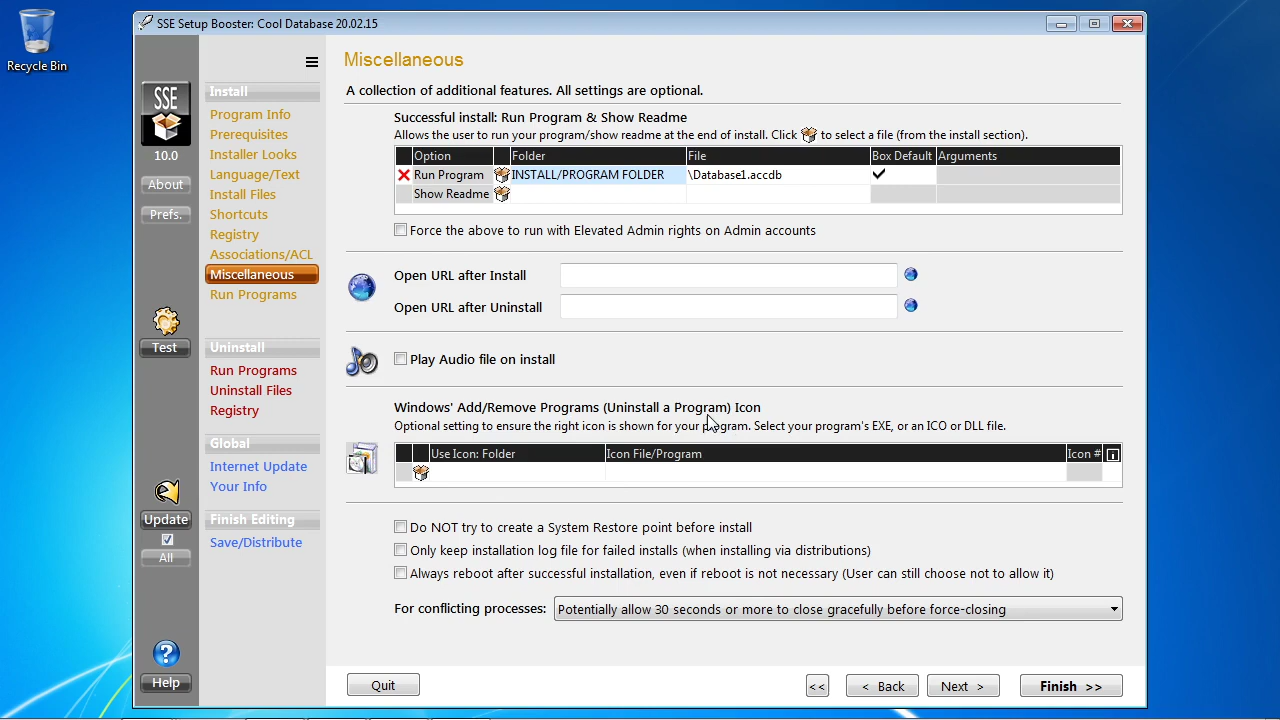 Recycle Bin
SSE Setup Booster: Cool Database 20.02.15
SSE
10.0
About
Prefs.
Test
Update
All
Help
Install
Program Info
Prerequisites
Installer Looks
Language/Text
Install Files
Shortcuts
Registry
Associations/ACL
Miscellaneous
Run Programs
Uninstall
Run Programs
Uninstall Files
Registry
Global
Internet Update
Your Info
Finish Editing
Save/Distribute
Miscellaneous
A collection of additional features. All settings are optional.
Successful install: Run Program & Show Readme
Allows the user to run your program/show readme at the end of install. Click to select a file (from the install section).
Option Folder File Box Default Arguments
Run Program INSTALL/PROGRAM FOLDER \Database1.accdb
Show Readme
Force the above to run with Elevated Admin rights on Admin accounts
Open URL after Install
Open URL after Uninstall
Play Audio file on install
Windows' Add/Remove Programs (Uninstall a Program) Icon
Optional setting to ensure the right icon is shown for your program. Select your program's EXE, or an ICO or DLL file.
Use Icon: Folder Icon File/Program Icon #
Do NOT try to create a System Restore point before install
Only keep installation log file for failed installs (when installing via distributions)
Always reboot after successful installation, even if reboot is not necessary (User can still choose not to allow it)
For conflicting processes: Potentially allow 30 seconds or more to close gracefully before force-closing
Quit << < Back Next > Finish >>